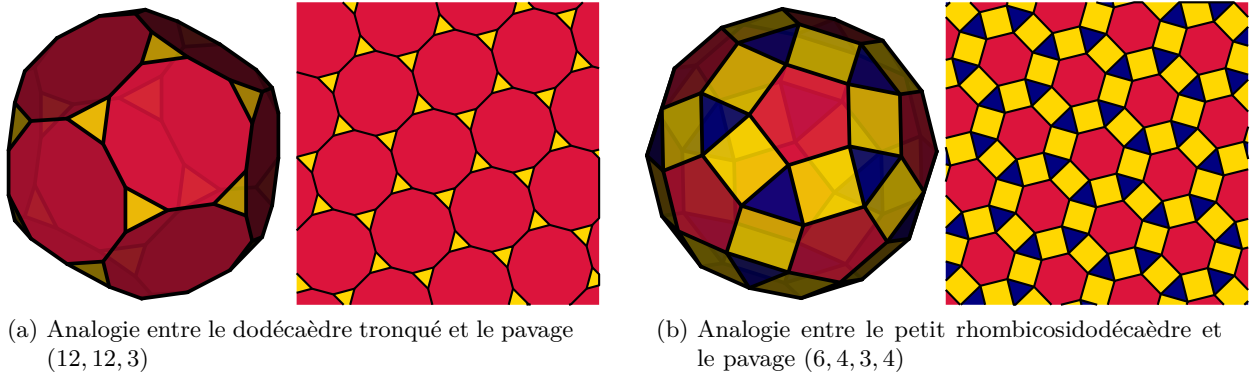 (a) Analogie entre le dodécaèdre tronqué et le pavage
(12, 12, 3)
(b) Analogie entre le petit rhombicosidodécaèdre et
le pavage (6, 4, 3, 4)